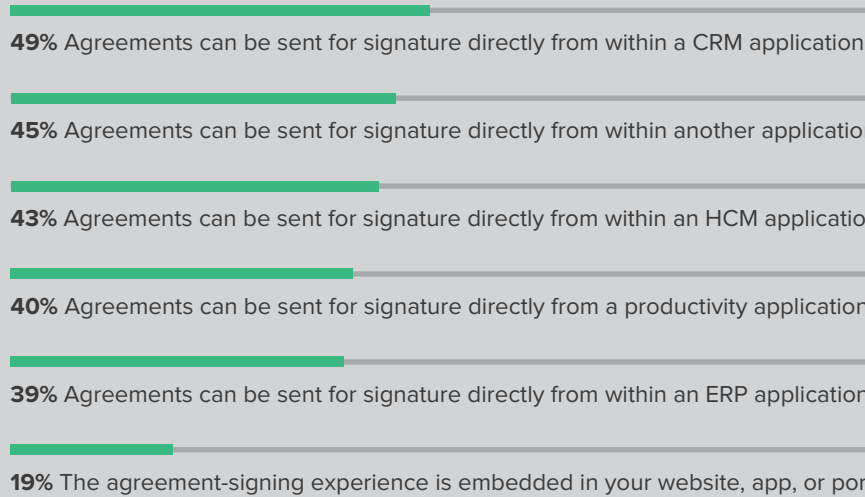 49% Agreements can be sent for signature directly from within a CRM application
45% Agreements can be sent for signature directly from within another applicatio
43% Agreements can be sent for signature directly from within an HCM applicatio
40% Agreements can be sent for signature directly from a productivity application
39% Agreements can be sent for signature directly from within an ERP application
19% The agreement-signing experience is embedded in your website, app, or por